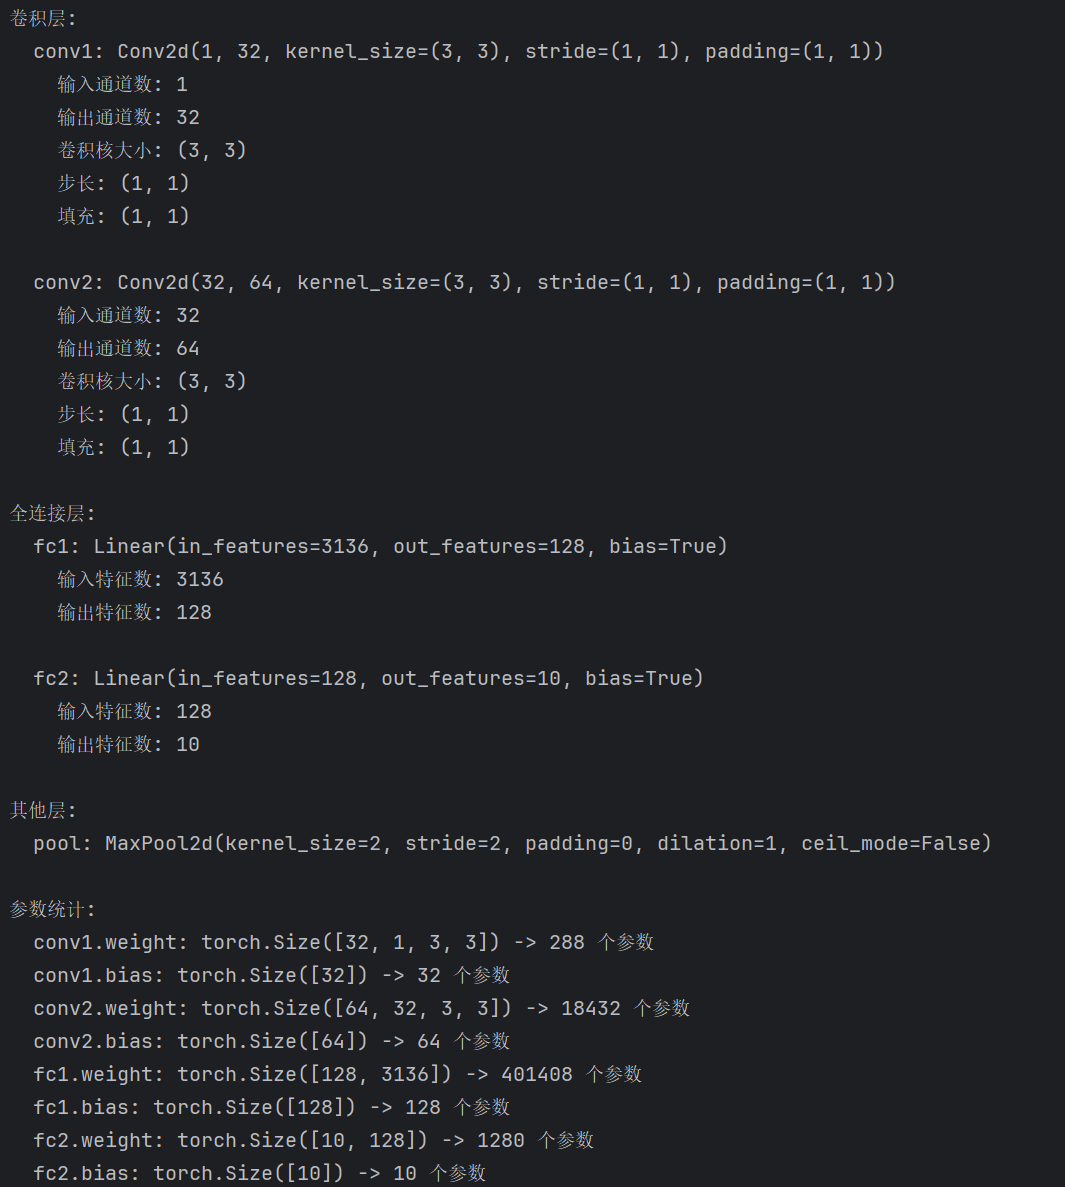 卷积层:
conv1: Conv2d(1, 32, kernel_size=(3, 3), stride=(1, 1), padding=(1, 1))
输入通道数: 1
输出通道数: 32
卷积核大小: (3, 3)
步长: (1, 1)
填充: (1, 1)
conv2: Conv2d(32, 64, kernel_size=(3, 3), stride=(1, 1), padding=(1, 1))
输入通道数: 32
输出通道数: 64
卷积核大小: (3, 3)
步长: (1, 1)
填充: (1, 1)
全连接层:
fc1: Linear(in_features=3136, out_features=128, bias=True)
输入特征数: 3136
输出特征数: 128
fc2: Linear(in_features=128, out_features=10, bias=True)
输入特征数: 128
输出特征数: 10
其他层:
pool: MaxPool2d(kernel_size=2, stride=2, padding=0, dilation=1, ceil_mode=False)
参数统计:
conv1.weight: torch.Size([32, 1, 3, 3]) -> 288 个参数
conv1.bias: torch.Size([32]) -> 32 个参数
conv2.weight: torch.Size([64, 32, 3, 3]) -> 18432 个参数
conv2.bias: torch.Size([64]) -> 64 个参数
fc1.weight: torch.Size([128, 3136]) -> 401408 个参数
fc1.bias: torch.Size([128]) -> 128 个参数
fc2.weight: torch.Size([10, 128]) -> 1280 个参数
fc2.bias: torch.Size([10]) -> 10 个参数